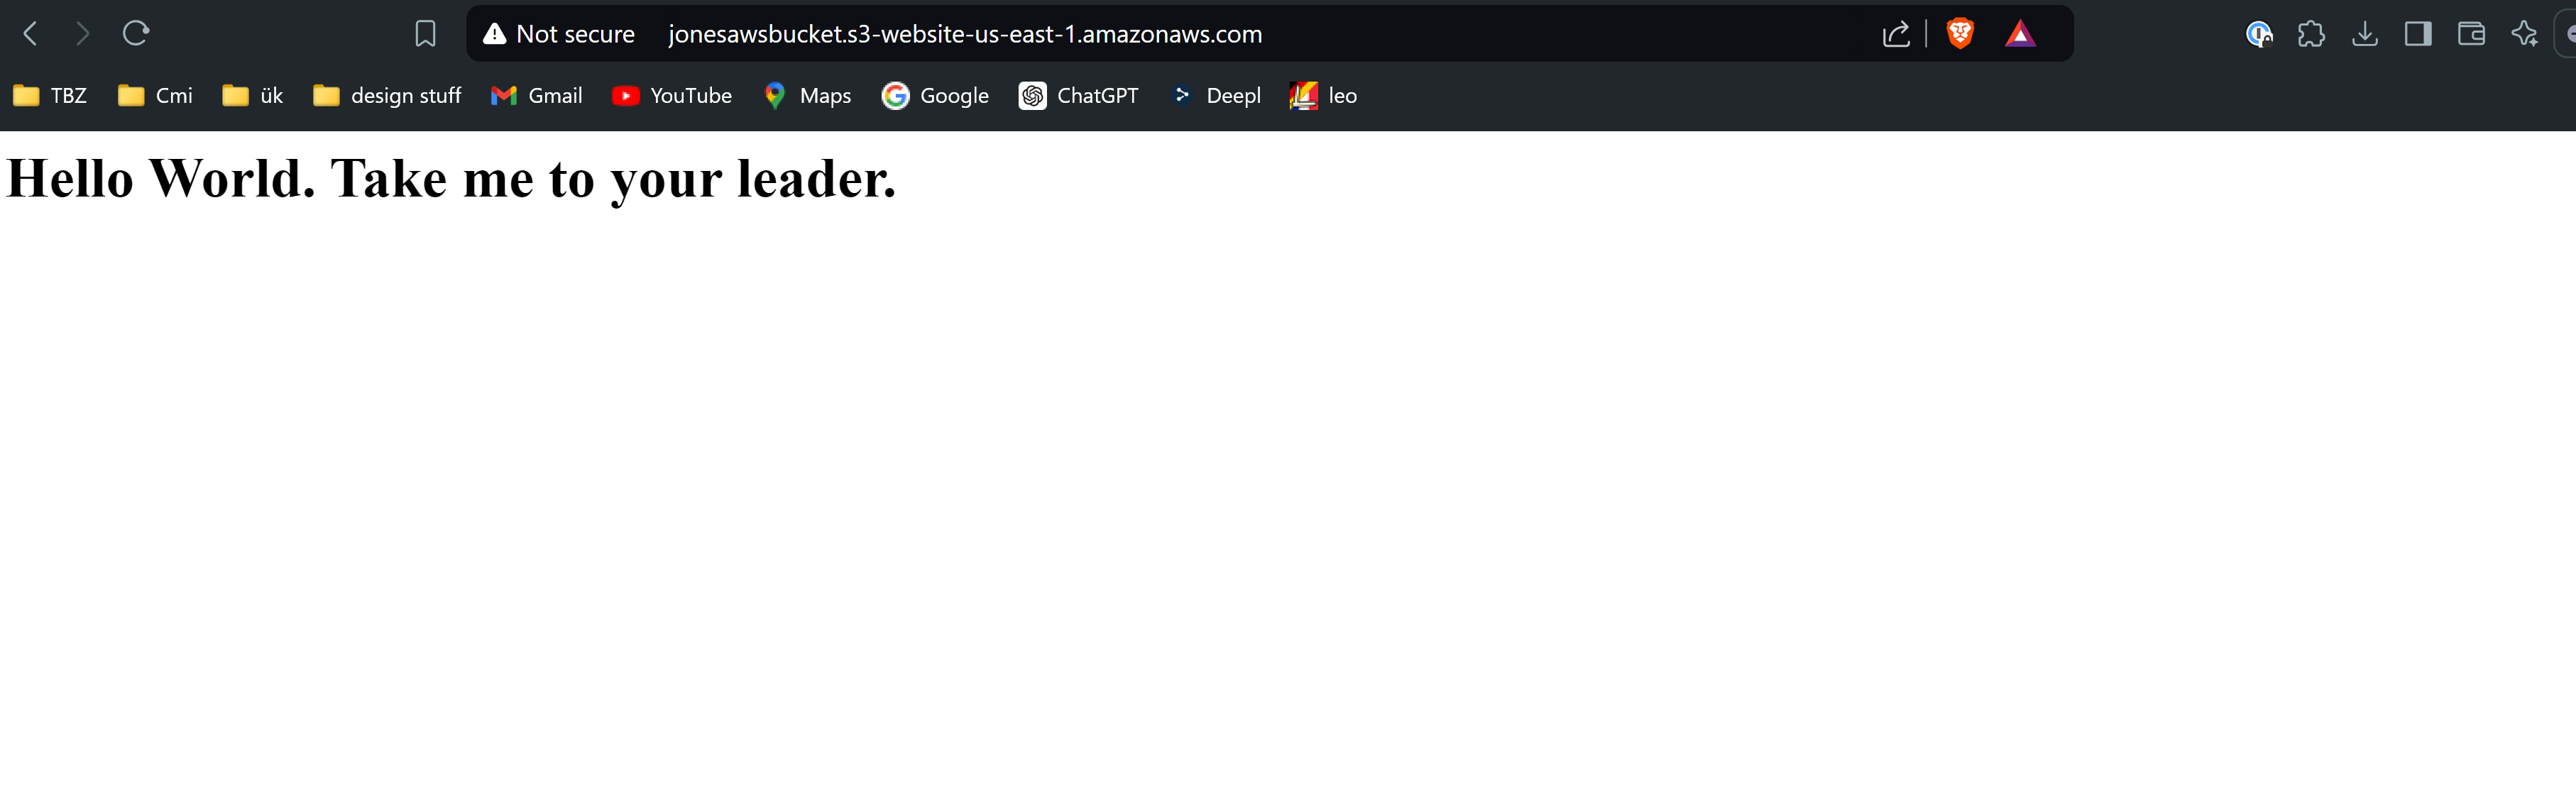 Not secure jonesawsbucket.s3-website-us-east-1.amazonaws.com
TBZ Cmi ük design stuff Gmail YouTube Maps Google ChatGPT Deepl leo
Hello World. Take me to your leader.